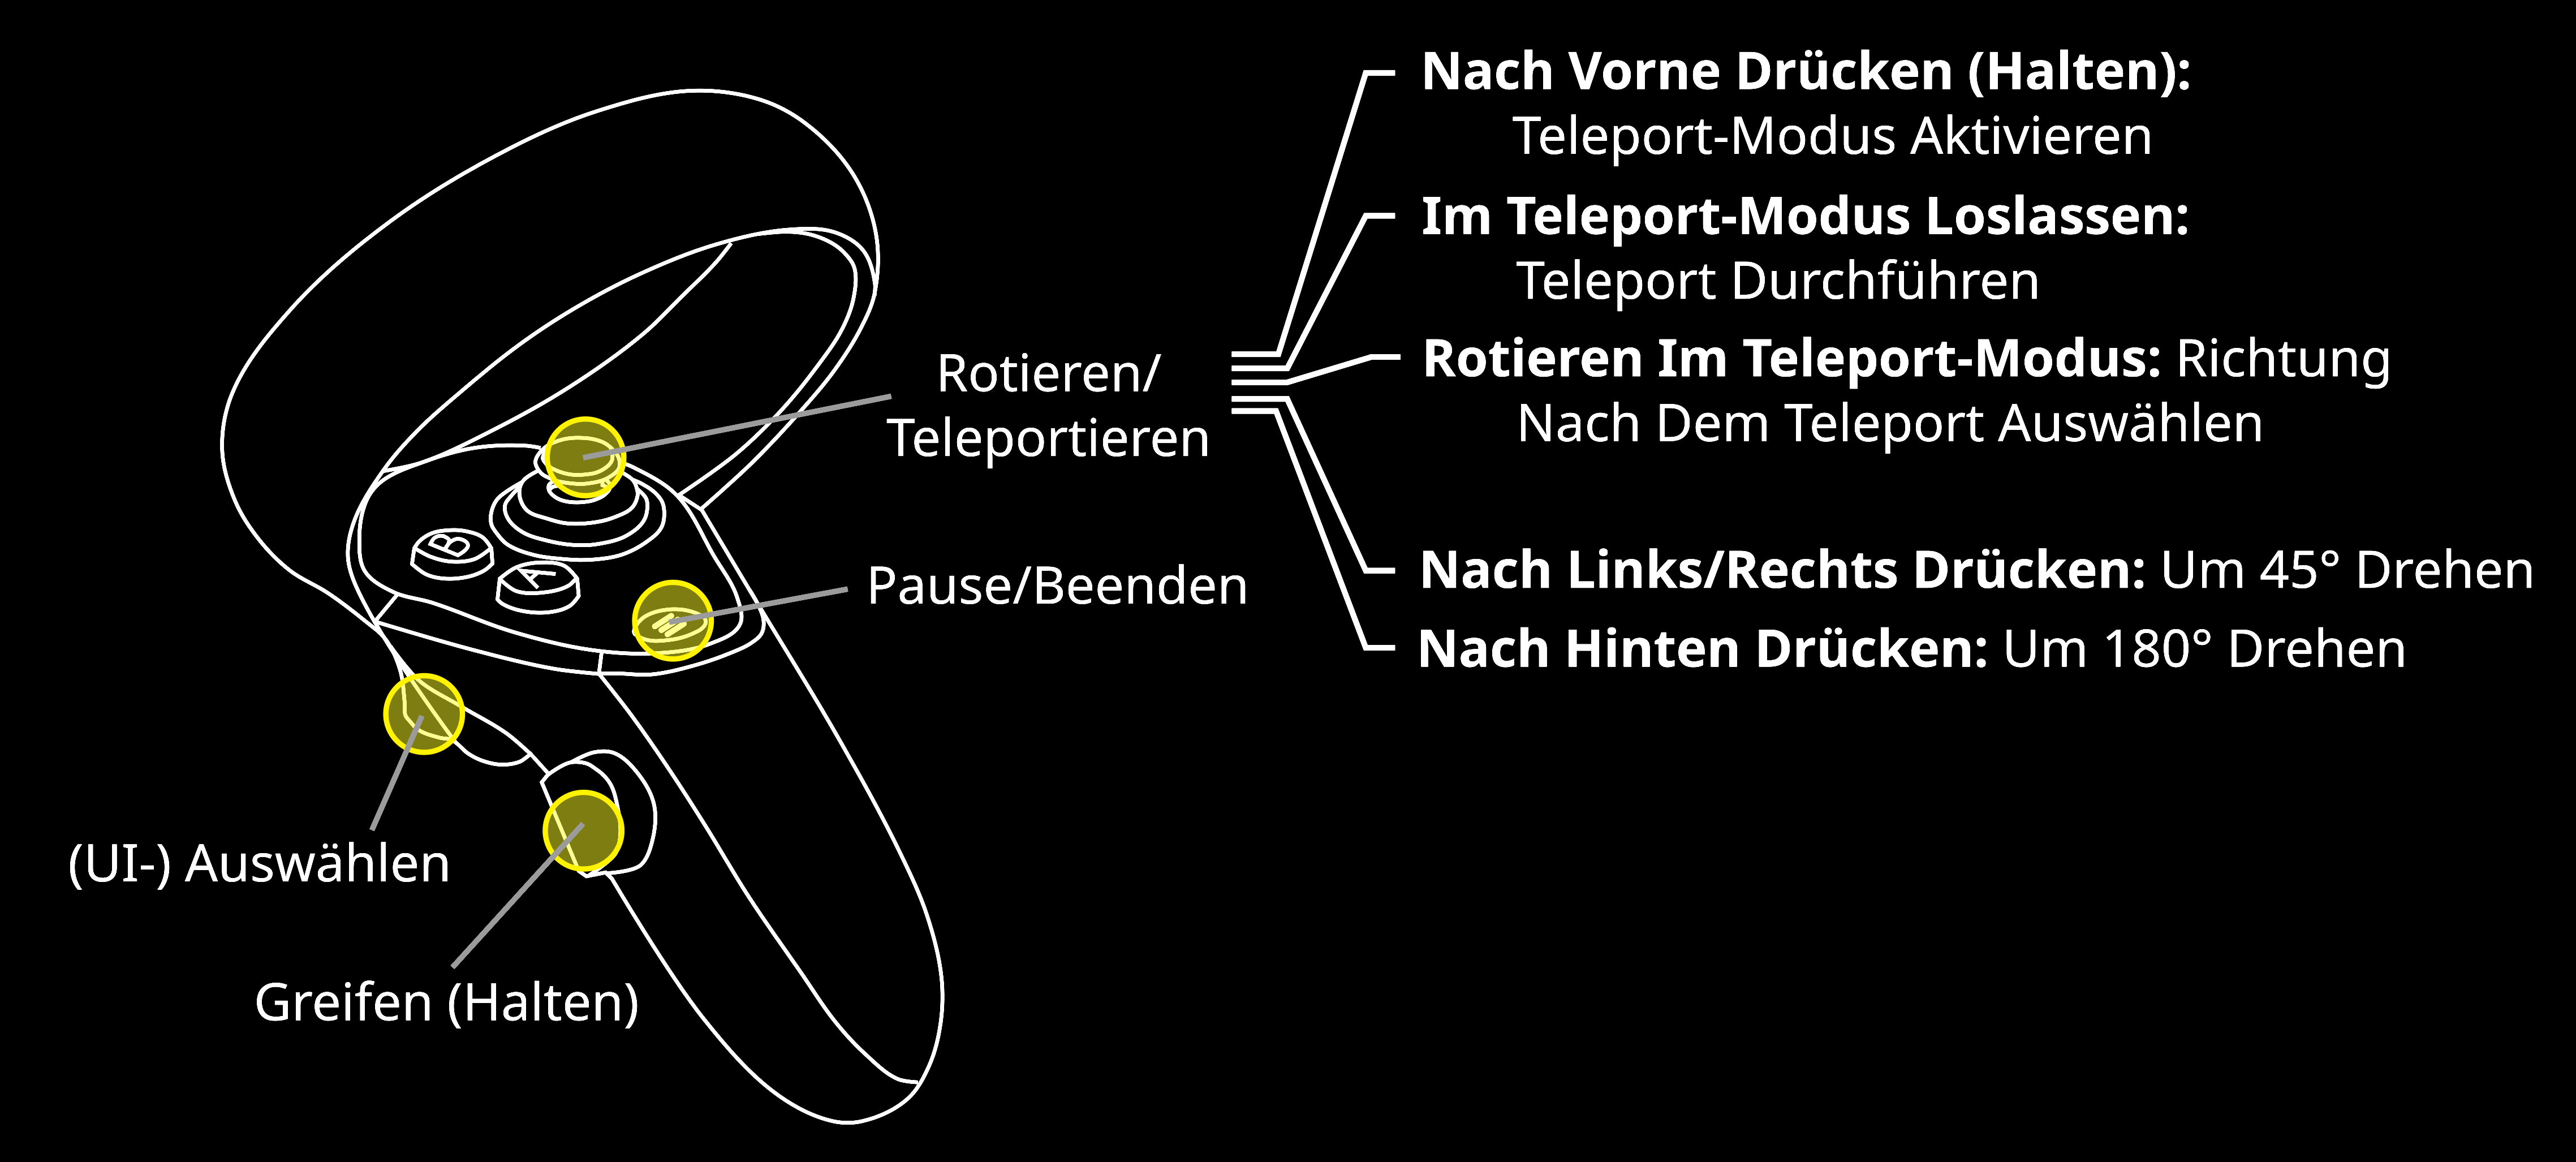 Nach Vorne Drücken (Halten):
Teleport-Modus Aktivieren
Im Teleport-Modus Loslassen:
Teleport Durchführen
Rotieren Im Teleport-Modus: Richtung
Nach Dem Teleport Auswählen
Nach Links/Rechts Drücken: Um 45° Drehen
Nach Hinten Drücken: Um 180° Drehen
Rotieren/
Teleportieren
Pause/Beenden
B
A
(UI-) Auswählen
Greifen (Halten)